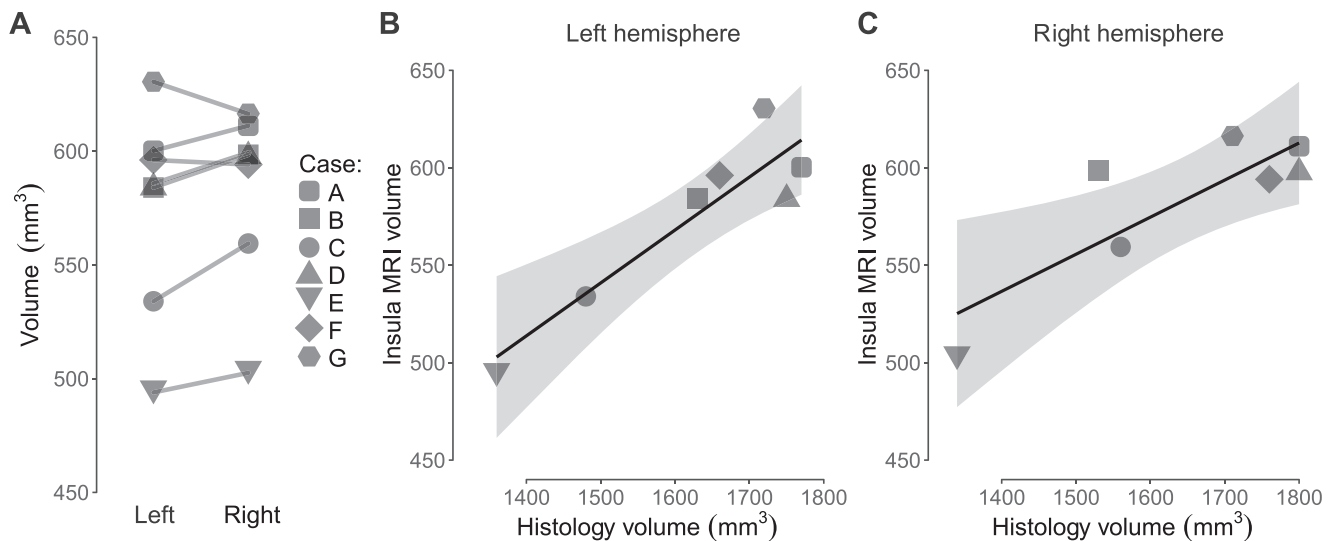 A
650
600
550
500
450
Volume (mm³)
Left
Right
Case:
A
B
C
D
E
F
G
B
Left hemisphere
650
600
550
500
450
Insula MRI volume
1400
1500
1600
1700
1800
Histology volume (mm³)
C
Right hemisphere
650
600
550
500
450
Insula MRI volume
1400
1500
1600
1700
1800
Histology volume (mm³)